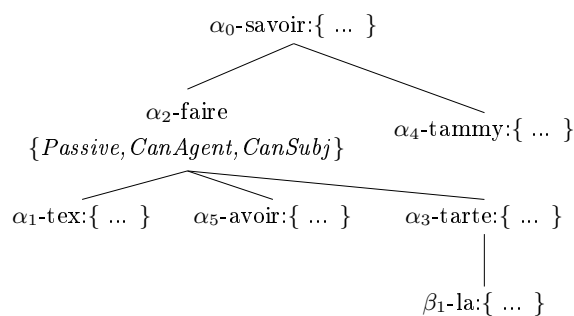 α₀-savoir:{ ... }
α₂-faire
{Passive,CanAgent,CanSubj}
α₄-tammy:{ ... }
α₁-tex:{ ... } α₅-avoir:{ ... } α₃-tarte:{ ... }
β₁-la:{ ... }